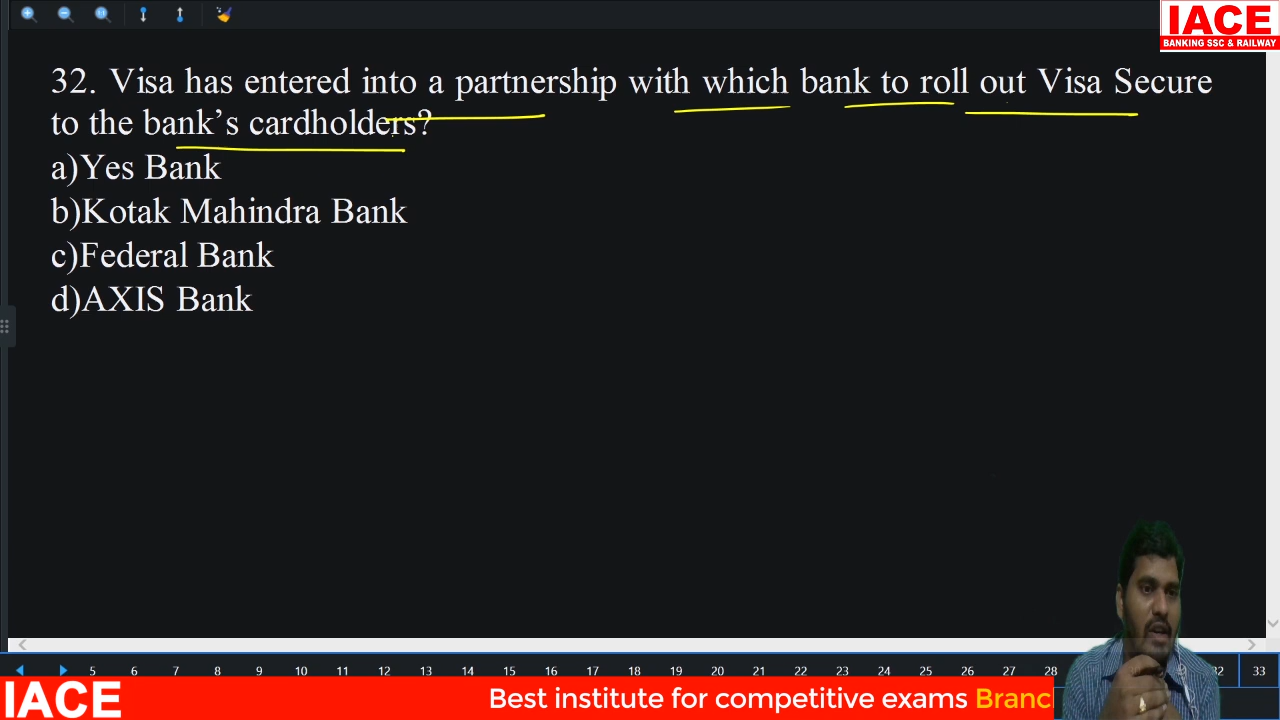 IACE
BANKING SSC & RAILWAY
32. Visa has entered into a partnership with which bank to roll out Visa Secure
to the bank's cardholders?
a)Yes Bank
b)Kotak Mahindra Bank
c)Federal Bank
d)AXIS Bank
5 6 7 8 9 10 11 12 13 14 15 16 17 18 19 20 21 22 23 24 25 26 27 28 32 33
IACE Best institute for competitive exams Branc